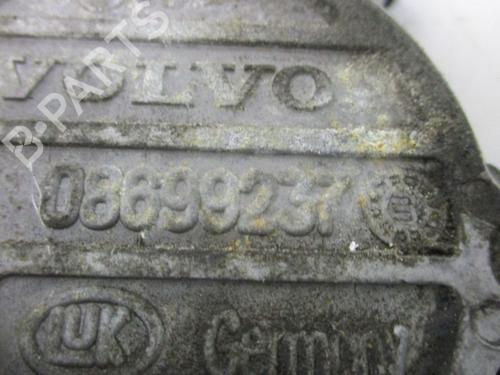 VOLVO
08699237
LUK Germany
B-PARTS